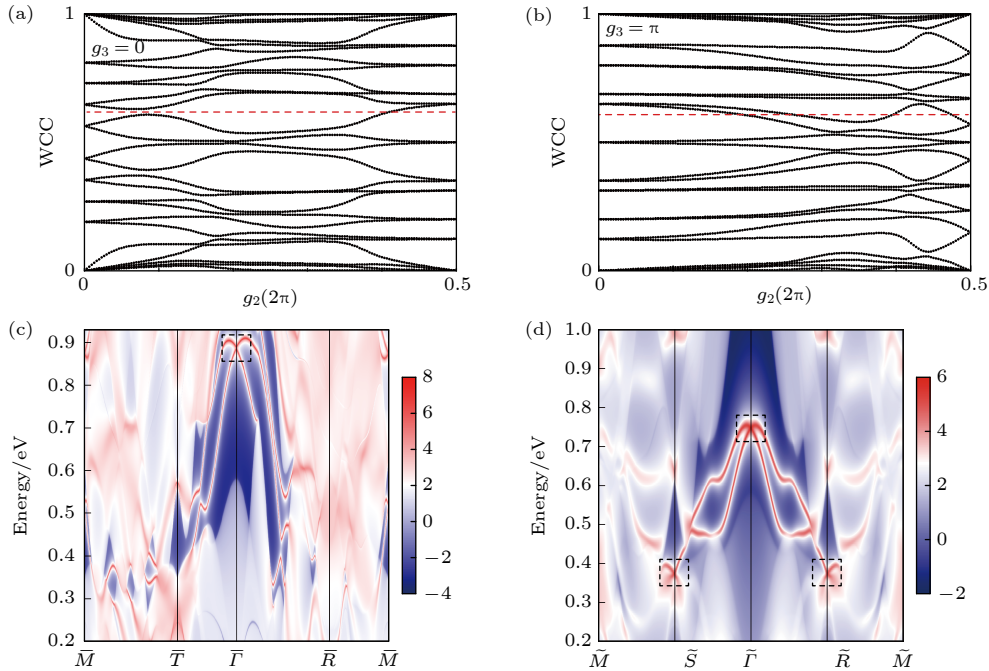 (a)
1
g₃ = 0
WCC
0
0
g₂(2π)
0.5
(b)
1
g₃ = π
WCC
0
0
g₂(2π)
0.5
(c)
0.9
0.8
0.7
0.6
0.5
0.4
0.3
0.2
Energy/eV
M̄
T
Γ̄
R
M̄
8
6
4
2
0
−2
−4
(d)
1.0
0.9
0.8
0.7
0.6
0.5
0.4
0.3
0.2
Energy/eV
M̃
S̃
Γ̃
R̃
M̃
6
4
2
0
−2